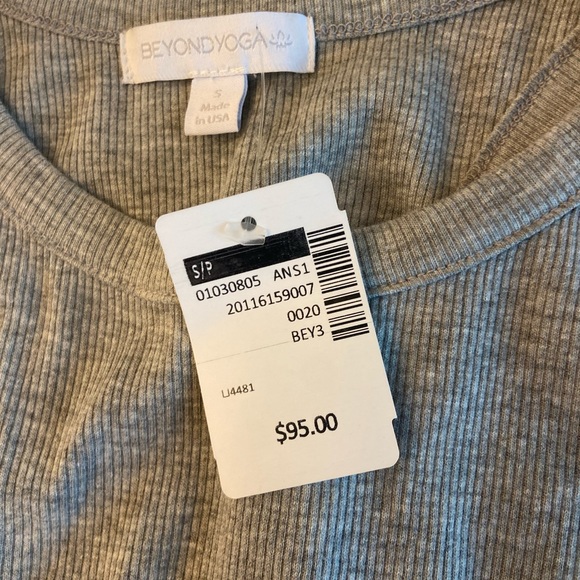 BEYONDYOGA
S
Made
in USA
S/P
01030805 ANS1
20116159007
0020
BEY3
LJ4481
$95.00